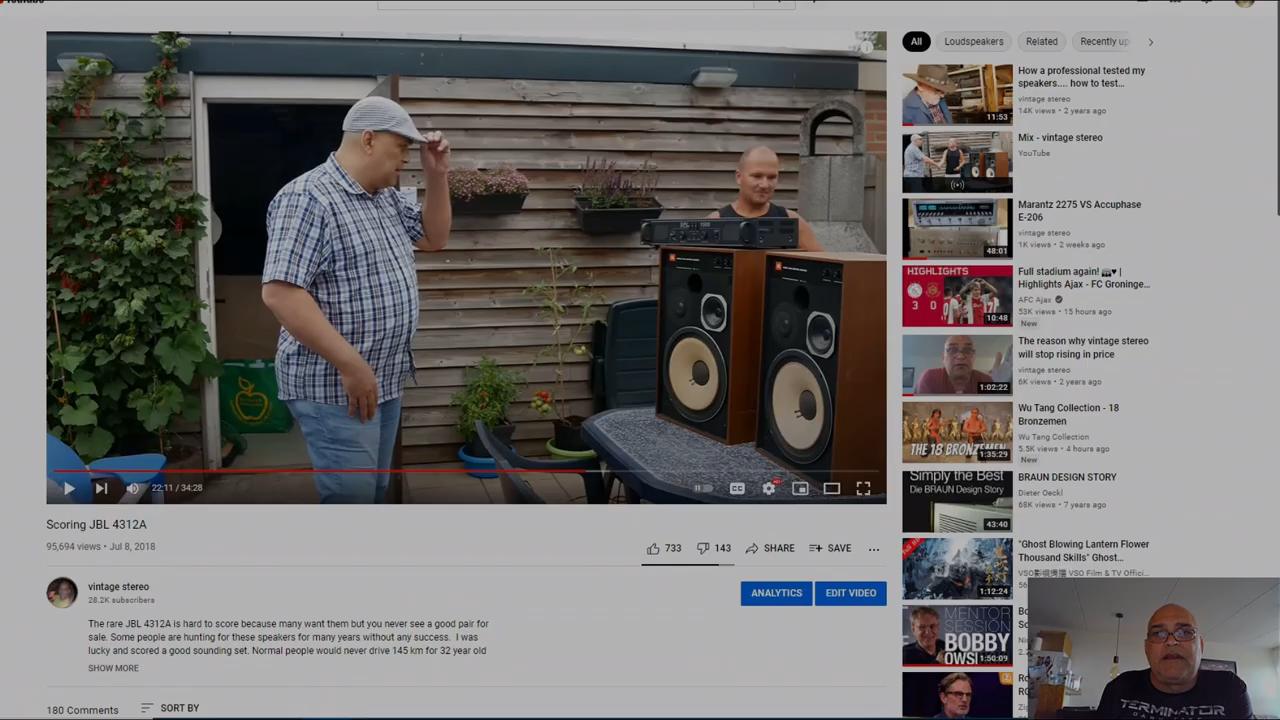 All
Loudspeakers
Related
Recently up
How a professional tested my
speakers.... how to test...
vintage stereo
14K views • 2 years ago
11:53
Mix - vintage stereo
YouTube
Marantz 2275 VS Accuphase
E-206
vintage stereo
1K views • 2 weeks ago
48:01
HIGHLIGHTS
3 0
Full stadium again! 🏟♥ |
Highlights Ajax - FC Groninge...
AFC Ajax
53K views • 15 hours ago
New
10:48
The reason why vintage stereo
will stop rising in price
vintage stereo
6K views • 2 years ago
1:02:22
Wu Tang Collection - 18
Bronzemen
Wu Tang Collection
5.5K views • 4 hours ago
New
THE 18 BRONZEMEN
1:35:29
Simply the Best
Die BRAUN Design Story
43:40
BRAUN DESIGN STORY
Dieter Oeckl
68K views • 7 years ago
"Ghost Blowing Lantern Flower
Thousand Skills" Ghost...
VSO Film & TV Offici...
1:12:24
MENTOR
SESSION
BOBBY
OWSI
1:50:09
22:11 / 34:28
CC
Scoring JBL 4312A
95,694 views • Jul 8, 2018
733
143
SHARE
SAVE
vintage stereo
28.2K subscribers
ANALYTICS
EDIT VIDEO
The rare JBL 4312A is hard to score because many want them but you never see a good pair for
sale. Some people are hunting for these speakers for many years without any success. I was
lucky and scored a good sounding set. Normal people would never drive 145 km for 32 year old
SHOW MORE
180 Comments
SORT BY
TERMINATOR